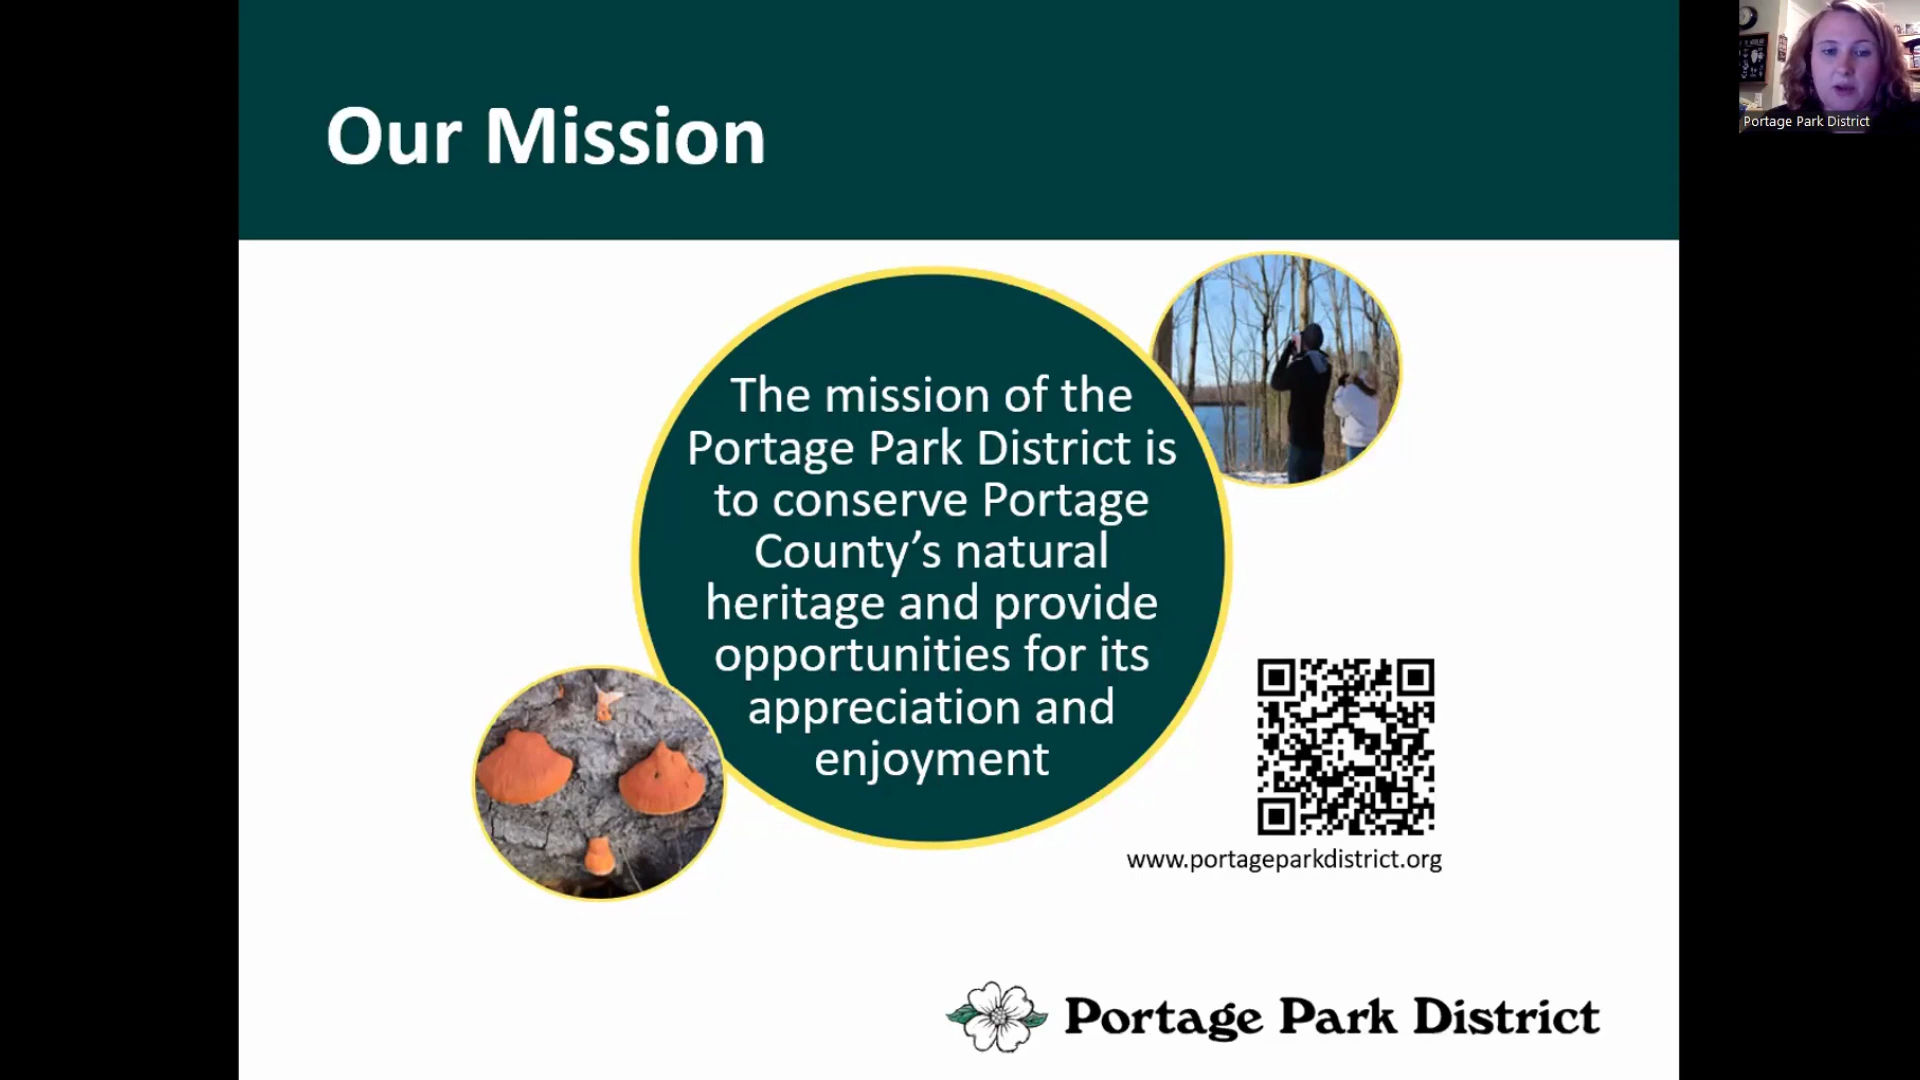 Our Mission
Portage Park District
The mission of the
Portage Park District is
to conserve Portage
County’s natural
heritage and provide
opportunities for its
appreciation and
enjoyment
www.portageparkdistrict.org
Portage Park District